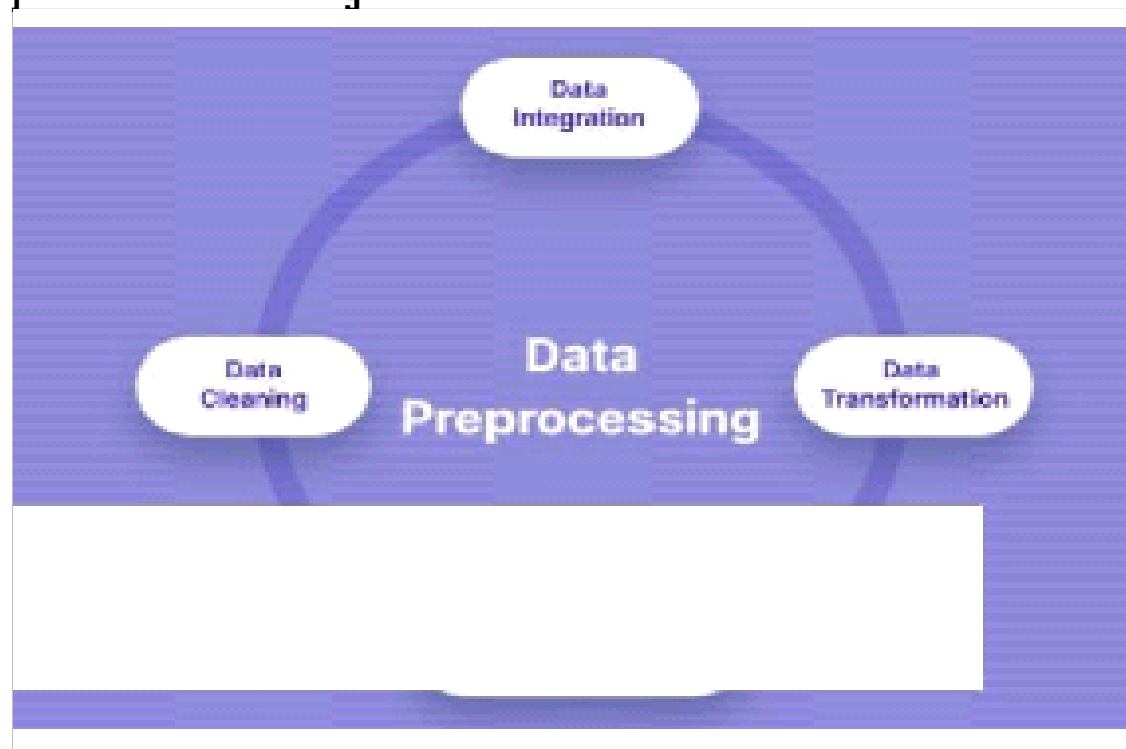 Data
Integration
Data
Cleaning
Data
Preprocessing
Data
Transformation